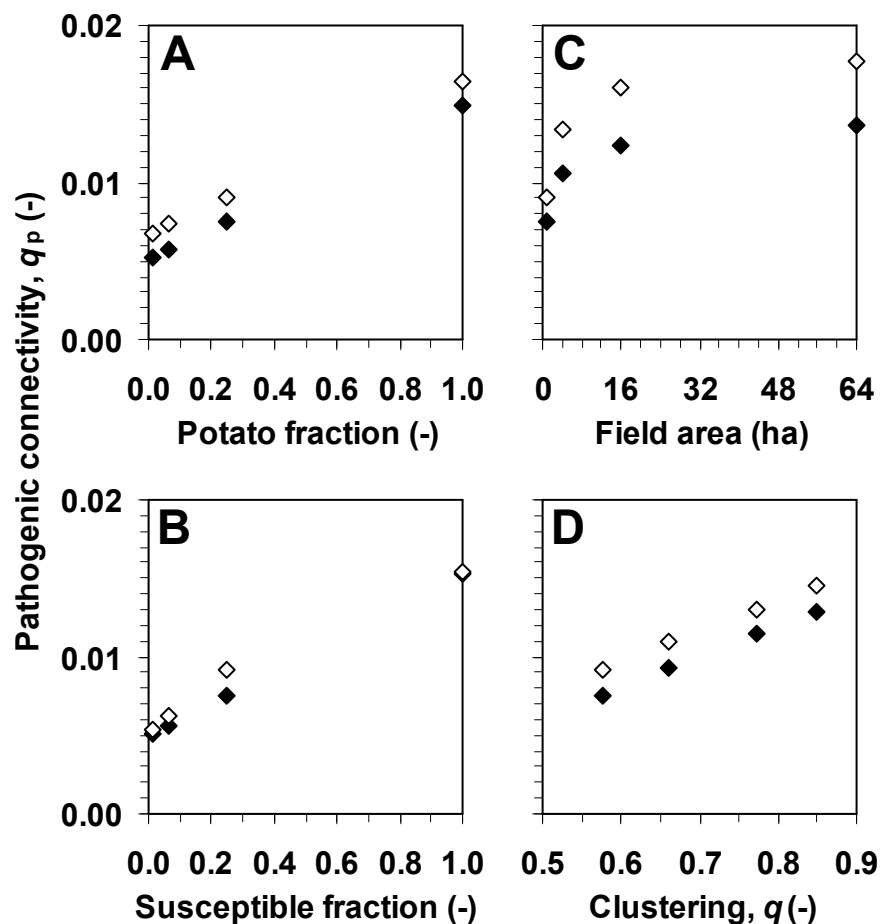 Pathogenic connectivity, qp (-)
A
0.02
0.01
0.00
0.0 0.2 0.4 0.6 0.8 1.0
Potato fraction (-)
C
0 16 32 48 64
Field area (ha)
B
0.02
0.01
0.00
0.0 0.2 0.4 0.6 0.8 1.0
Susceptible fraction (-)
D
0.5 0.6 0.7 0.8 0.9
Clustering, q (-)